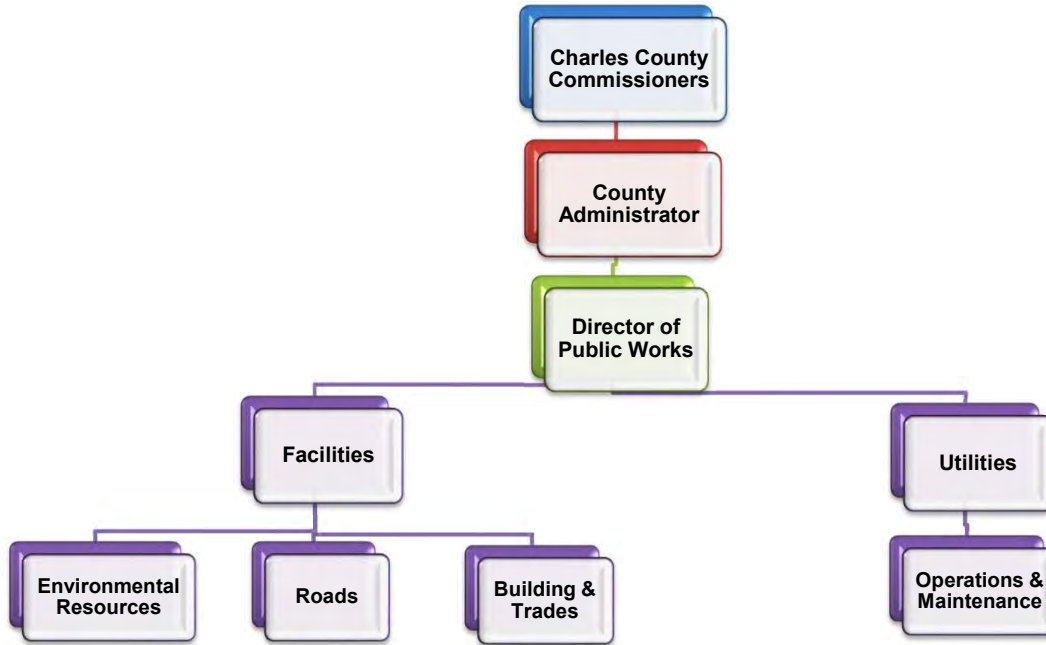 Charles County
Commissioners
County
Administrator
Director of
Public Works
Facilities
Utilities
Environmental
Resources
Roads
Building &
Trades
Operations &
Maintenance